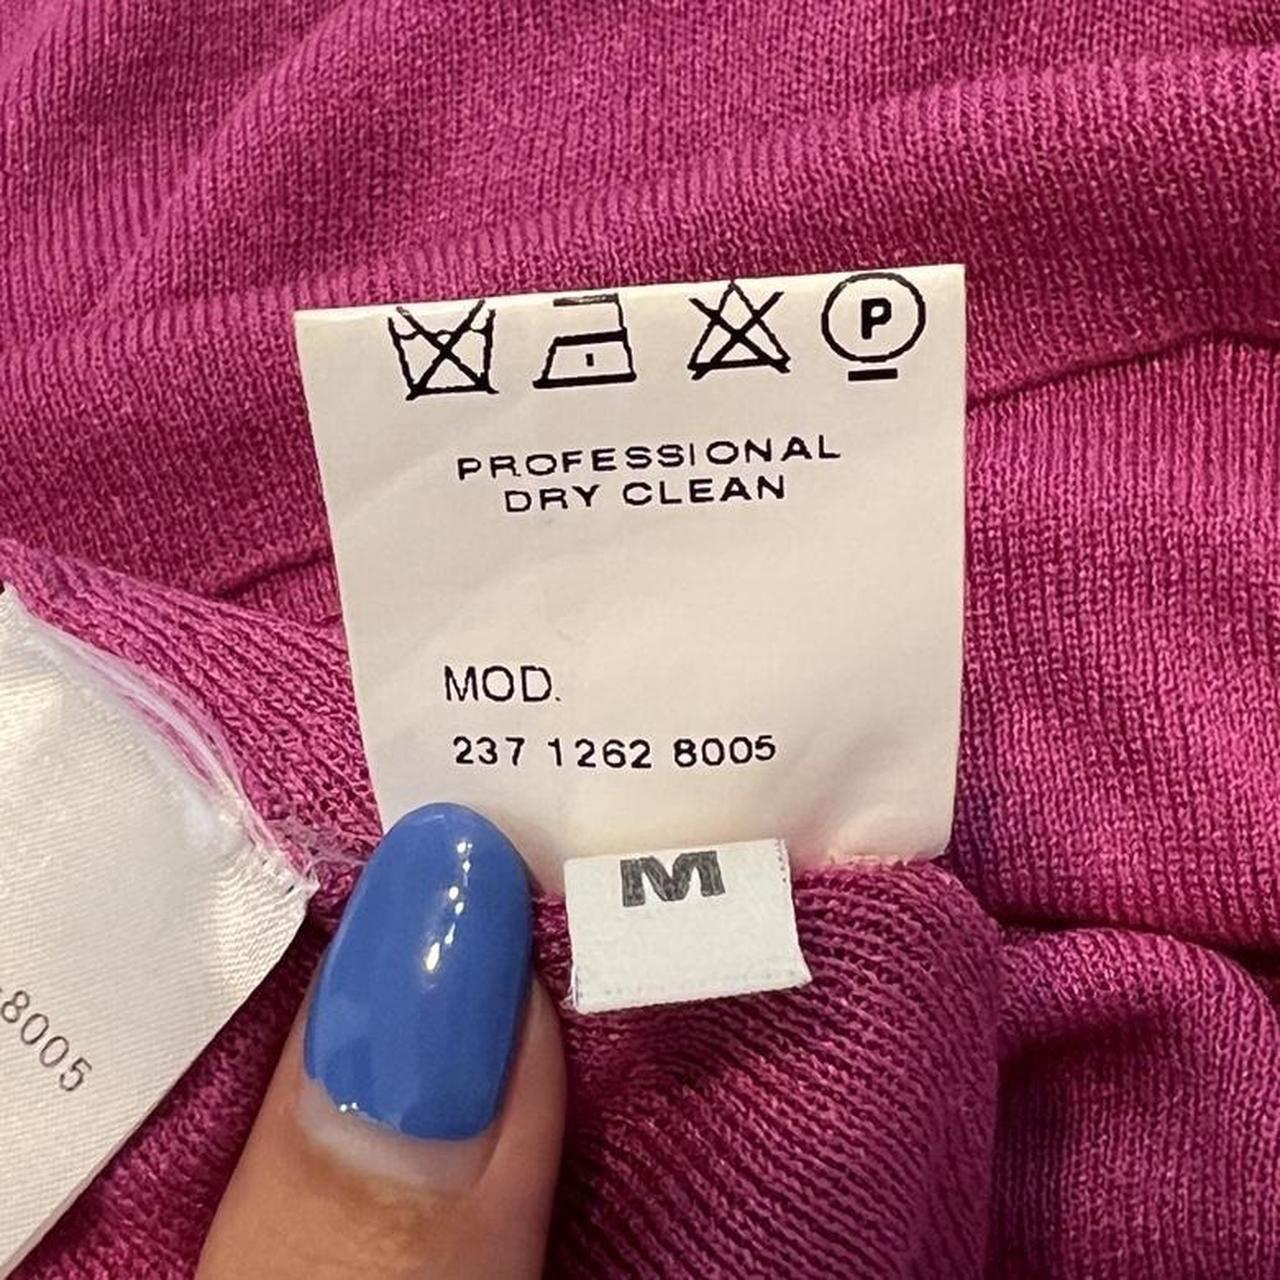 P
PROFESSIONAL
DRY CLEAN
MOD.
237 1262 8005
M
8005